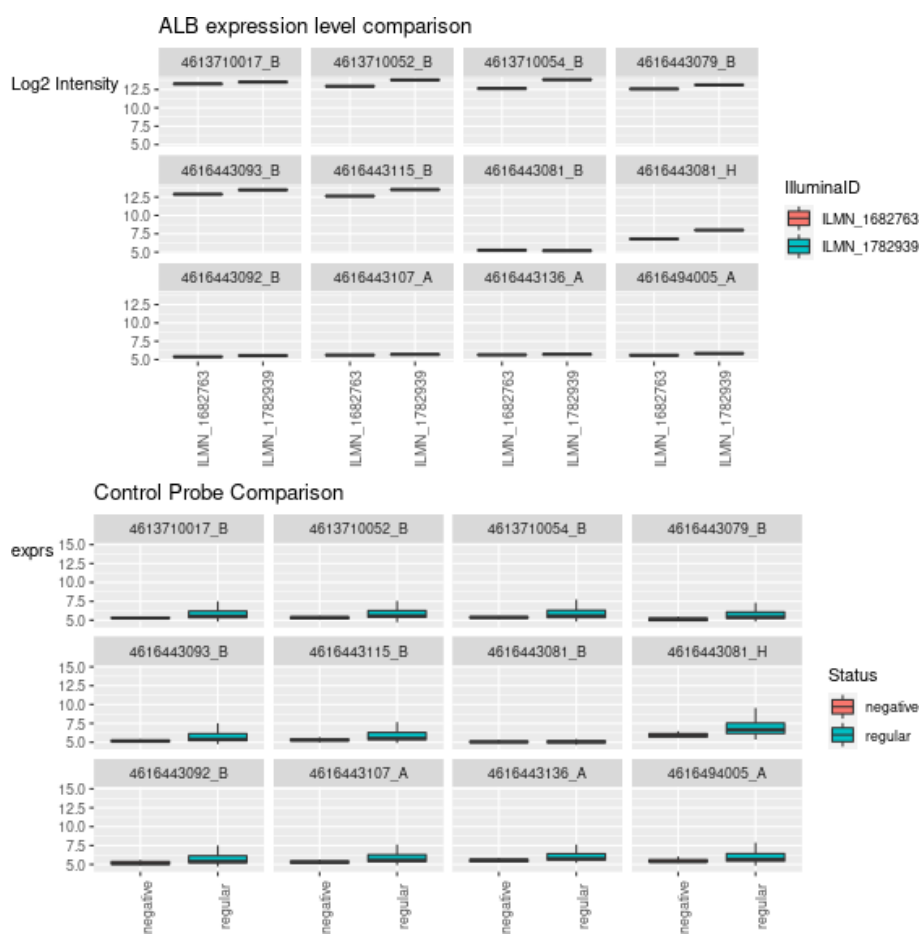 ALB expression level comparison
4613710017_B 4613710052_B 4613710054_B 4616443079_B
Log2 Intensity
12.5
10.0
7.5
5.0
4616443093_B 4616443115_B 4616443081_B 4616443081_H
12.5
10.0
7.5
5.0
4616443092_B 4616443107_A 4616443136_A 4616494005_A
12.5
10.0
7.5
5.0
ILMN_1682763 ILMN_1782939 ILMN_1682763 ILMN_1782939 ILMN_1682763 ILMN_1782939 ILMN_1682763 ILMN_1782939
IlluminaID
ILMN_1682763
ILMN_1782939
Control Probe Comparison
4613710017_B 4613710052_B 4613710054_B 4616443079_B
exprs
15.0
12.5
10.0
7.5
5.0
4616443093_B 4616443115_B 4616443081_B 4616443081_H
15.0
12.5
10.0
7.5
5.0
4616443092_B 4616443107_A 4616443136_A 4616494005_A
15.0
12.5
10.0
7.5
5.0
negative regular negative regular negative regular negative regular
Status
negative
regular